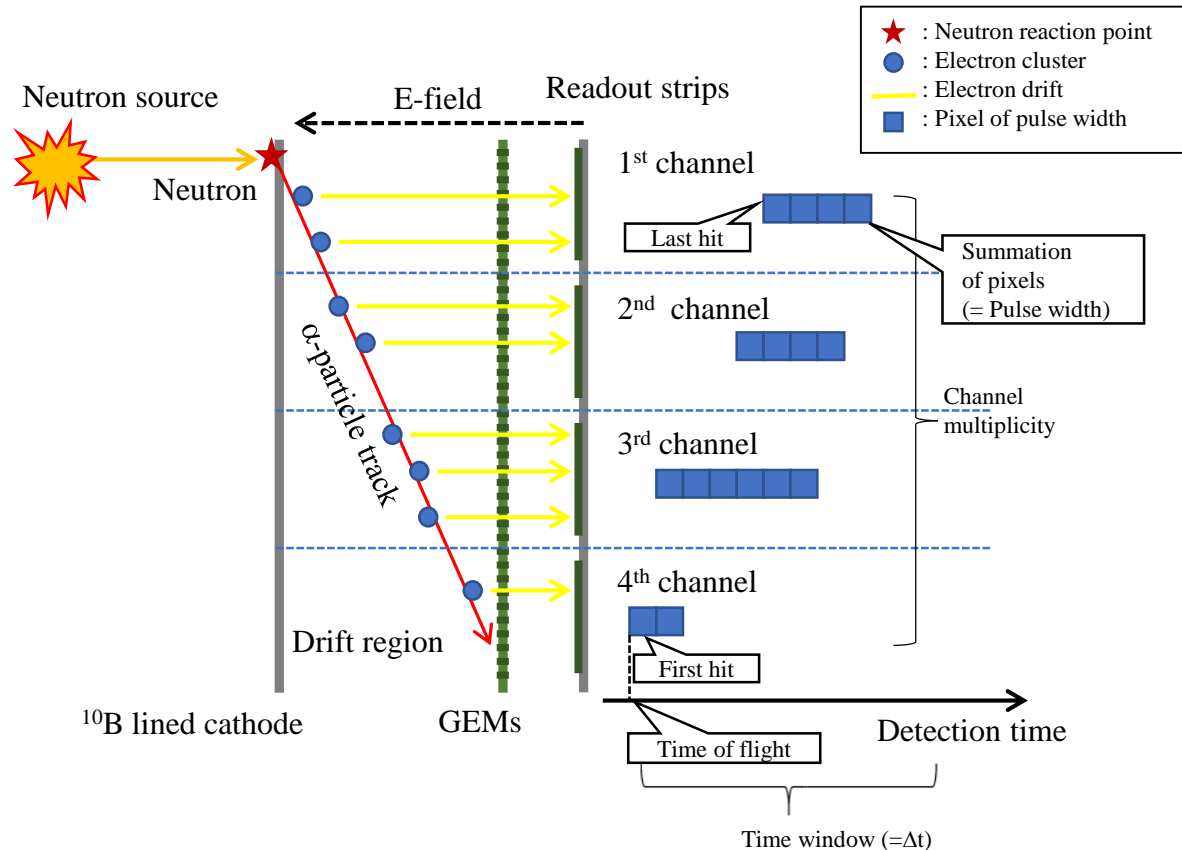 : Neutron reaction point
: Electron cluster
: Electron drift
: Pixel of pulse width
Neutron source
E-field
Readout strips
Neutron
1st channel
Last hit
Summation
of pixels
(= Pulse width)
2nd channel
α-particle track
Channel
multiplicity
3rd channel
4th channel
Drift region
First hit
10B lined cathode
GEMs
Time of flight
Detection time
Time window (=Δt)